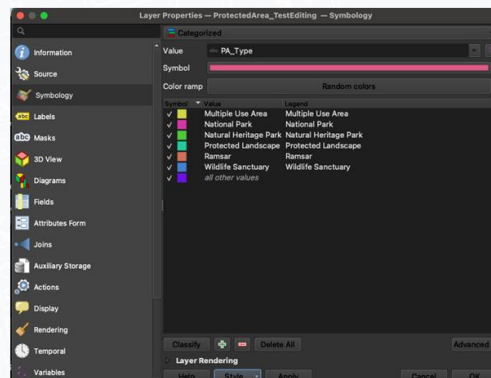 Layer Properties — ProtectedArea_TestEditing — Symbology
Information
Source
Symbology
Labels
Masks
3D View
Diagrams
Fields
Attributes Form
Joins
Auxiliary Storage
Actions
Display
Rendering
Temporal
Variables
Categorized
Value abc PA_Type
Symbol
Color ramp Random colors
Symbol Value Legend
Multiple Use Area Multiple Use Area
National Park National Park
Natural Heritage Park Natural Heritage Park
Protected Landscape Protected Landscape
Ramsar Ramsar
Wildlife Sanctuary Wildlife Sanctuary
all other values
Classify Delete All Advanced
Layer Rendering
Help Style Apply Cancel OK